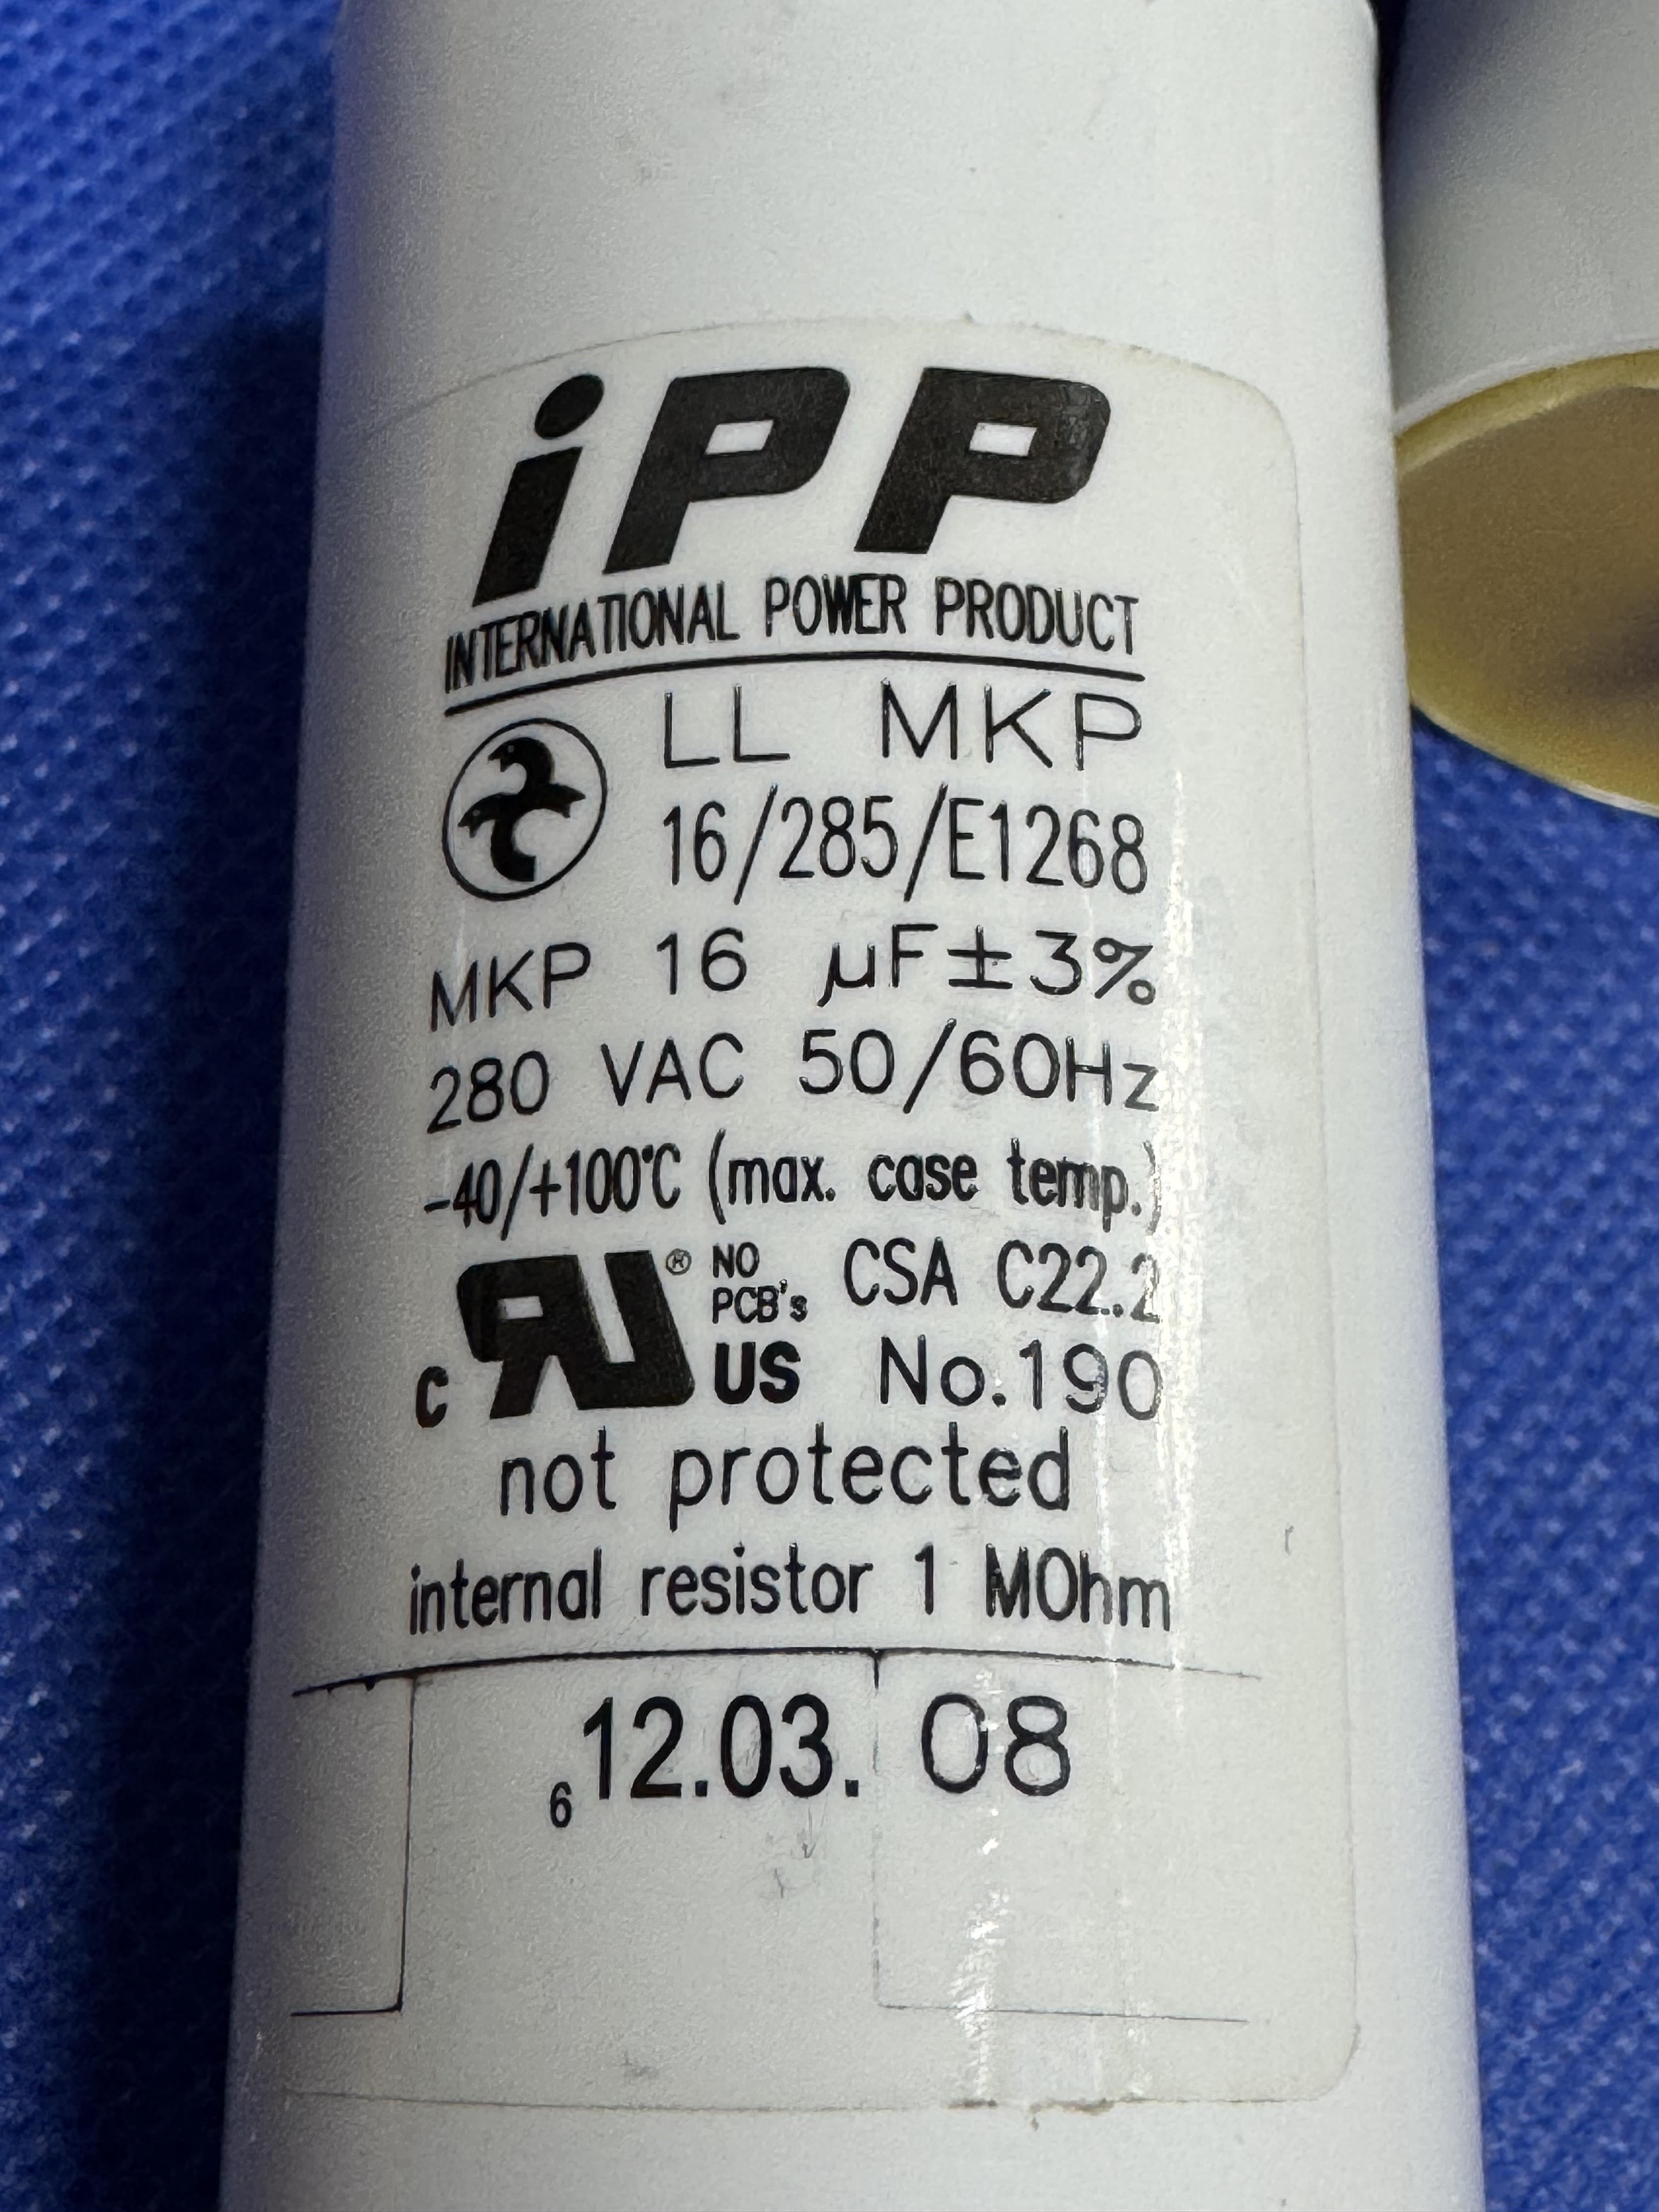 iPP
INTERNATIONAL POWER PRODUCT
LL MKP
16/285/E1268
MKP 16 µF±3%
280 VAC 50/60Hz
-40/+100°C (max. case temp.)
® NO PCB's CSA C22.2
c RU US No.190
not protected
internal resistor 1 MOhm
6 12.03. 08